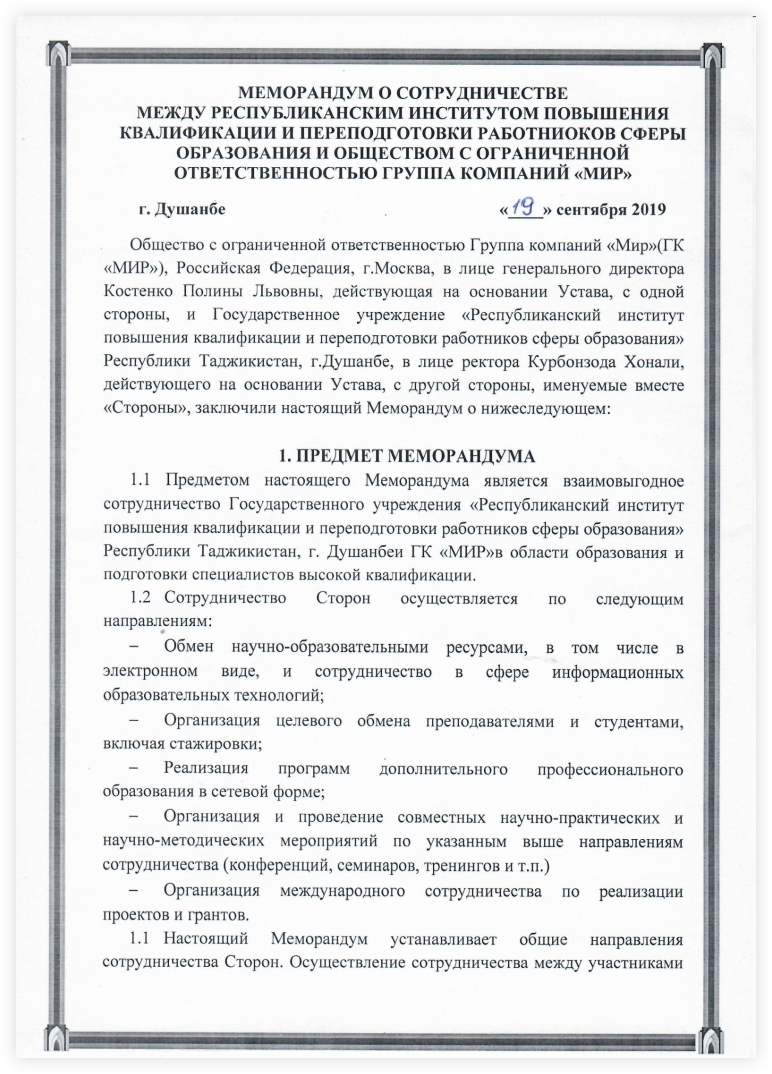 МЕМОРАНДУМ О СОТРУДНИЧЕСТВЕ
МЕЖДУ РЕСПУБЛИКАНСКИМ ИНСТИТУТОМ ПОВЫШЕНИЯ
КВАЛИФИКАЦИИ И ПЕРЕПОДГОТОВКИ РАБОТНИОКОВ СФЕРЫ
ОБРАЗОВАНИЯ И ОБЩЕСТВОМ С ОГРАНИЧЕННОЙ
ОТВЕТСТВЕННОСТЬЮ ГРУППА КОМПАНИЙ «МИР»
г. Душанбе «19» сентября 2019
Общество с ограниченной ответственностью Группа компаний «Мир»(ГК
«МИР»), Российская Федерация, г.Москва, в лице генерального директора
Костенко Полины Львовны, действующая на основании Устава, с одной
стороны, и Государственное учреждение «Республиканский институт
повышения квалификации и переподготовки работников сферы образования»
Республики Таджикистан, г.Душанбе, в лице ректора Курбонзода Хонали,
действующего на основании Устава, с другой стороны, именуемые вместе
«Стороны», заключили настоящий Меморандум о нижеследующем:
1. ПРЕДМЕТ МЕМОРАНДУМА
1.1 Предметом настоящего Меморандума является взаимовыгодное
сотрудничество Государственного учреждения «Республиканский институт
повышения квалификации и переподготовки работников сферы образования»
Республики Таджикистан, г. Душанбеи ГК «МИР»в области образования и
подготовки специалистов высокой квалификации.
1.2 Сотрудничество Сторон осуществляется по следующим
направлениям:
– Обмен научно-образовательными ресурсами, в том числе в
электронном виде, и сотрудничество в сфере информационных
образовательных технологий;
– Организация целевого обмена преподавателями и студентами,
включая стажировки;
– Реализация программ дополнительного профессионального
образования в сетевой форме;
– Организация и проведение совместных научно-практических и
научно-методических мероприятий по указанным выше направлениям
сотрудничества (конференций, семинаров, тренингов и т.п.)
– Организация международного сотрудничества по реализации
проектов и грантов.
1.1 Настоящий Меморандум устанавливает общие направления
сотрудничества Сторон. Осуществление сотрудничества между участниками